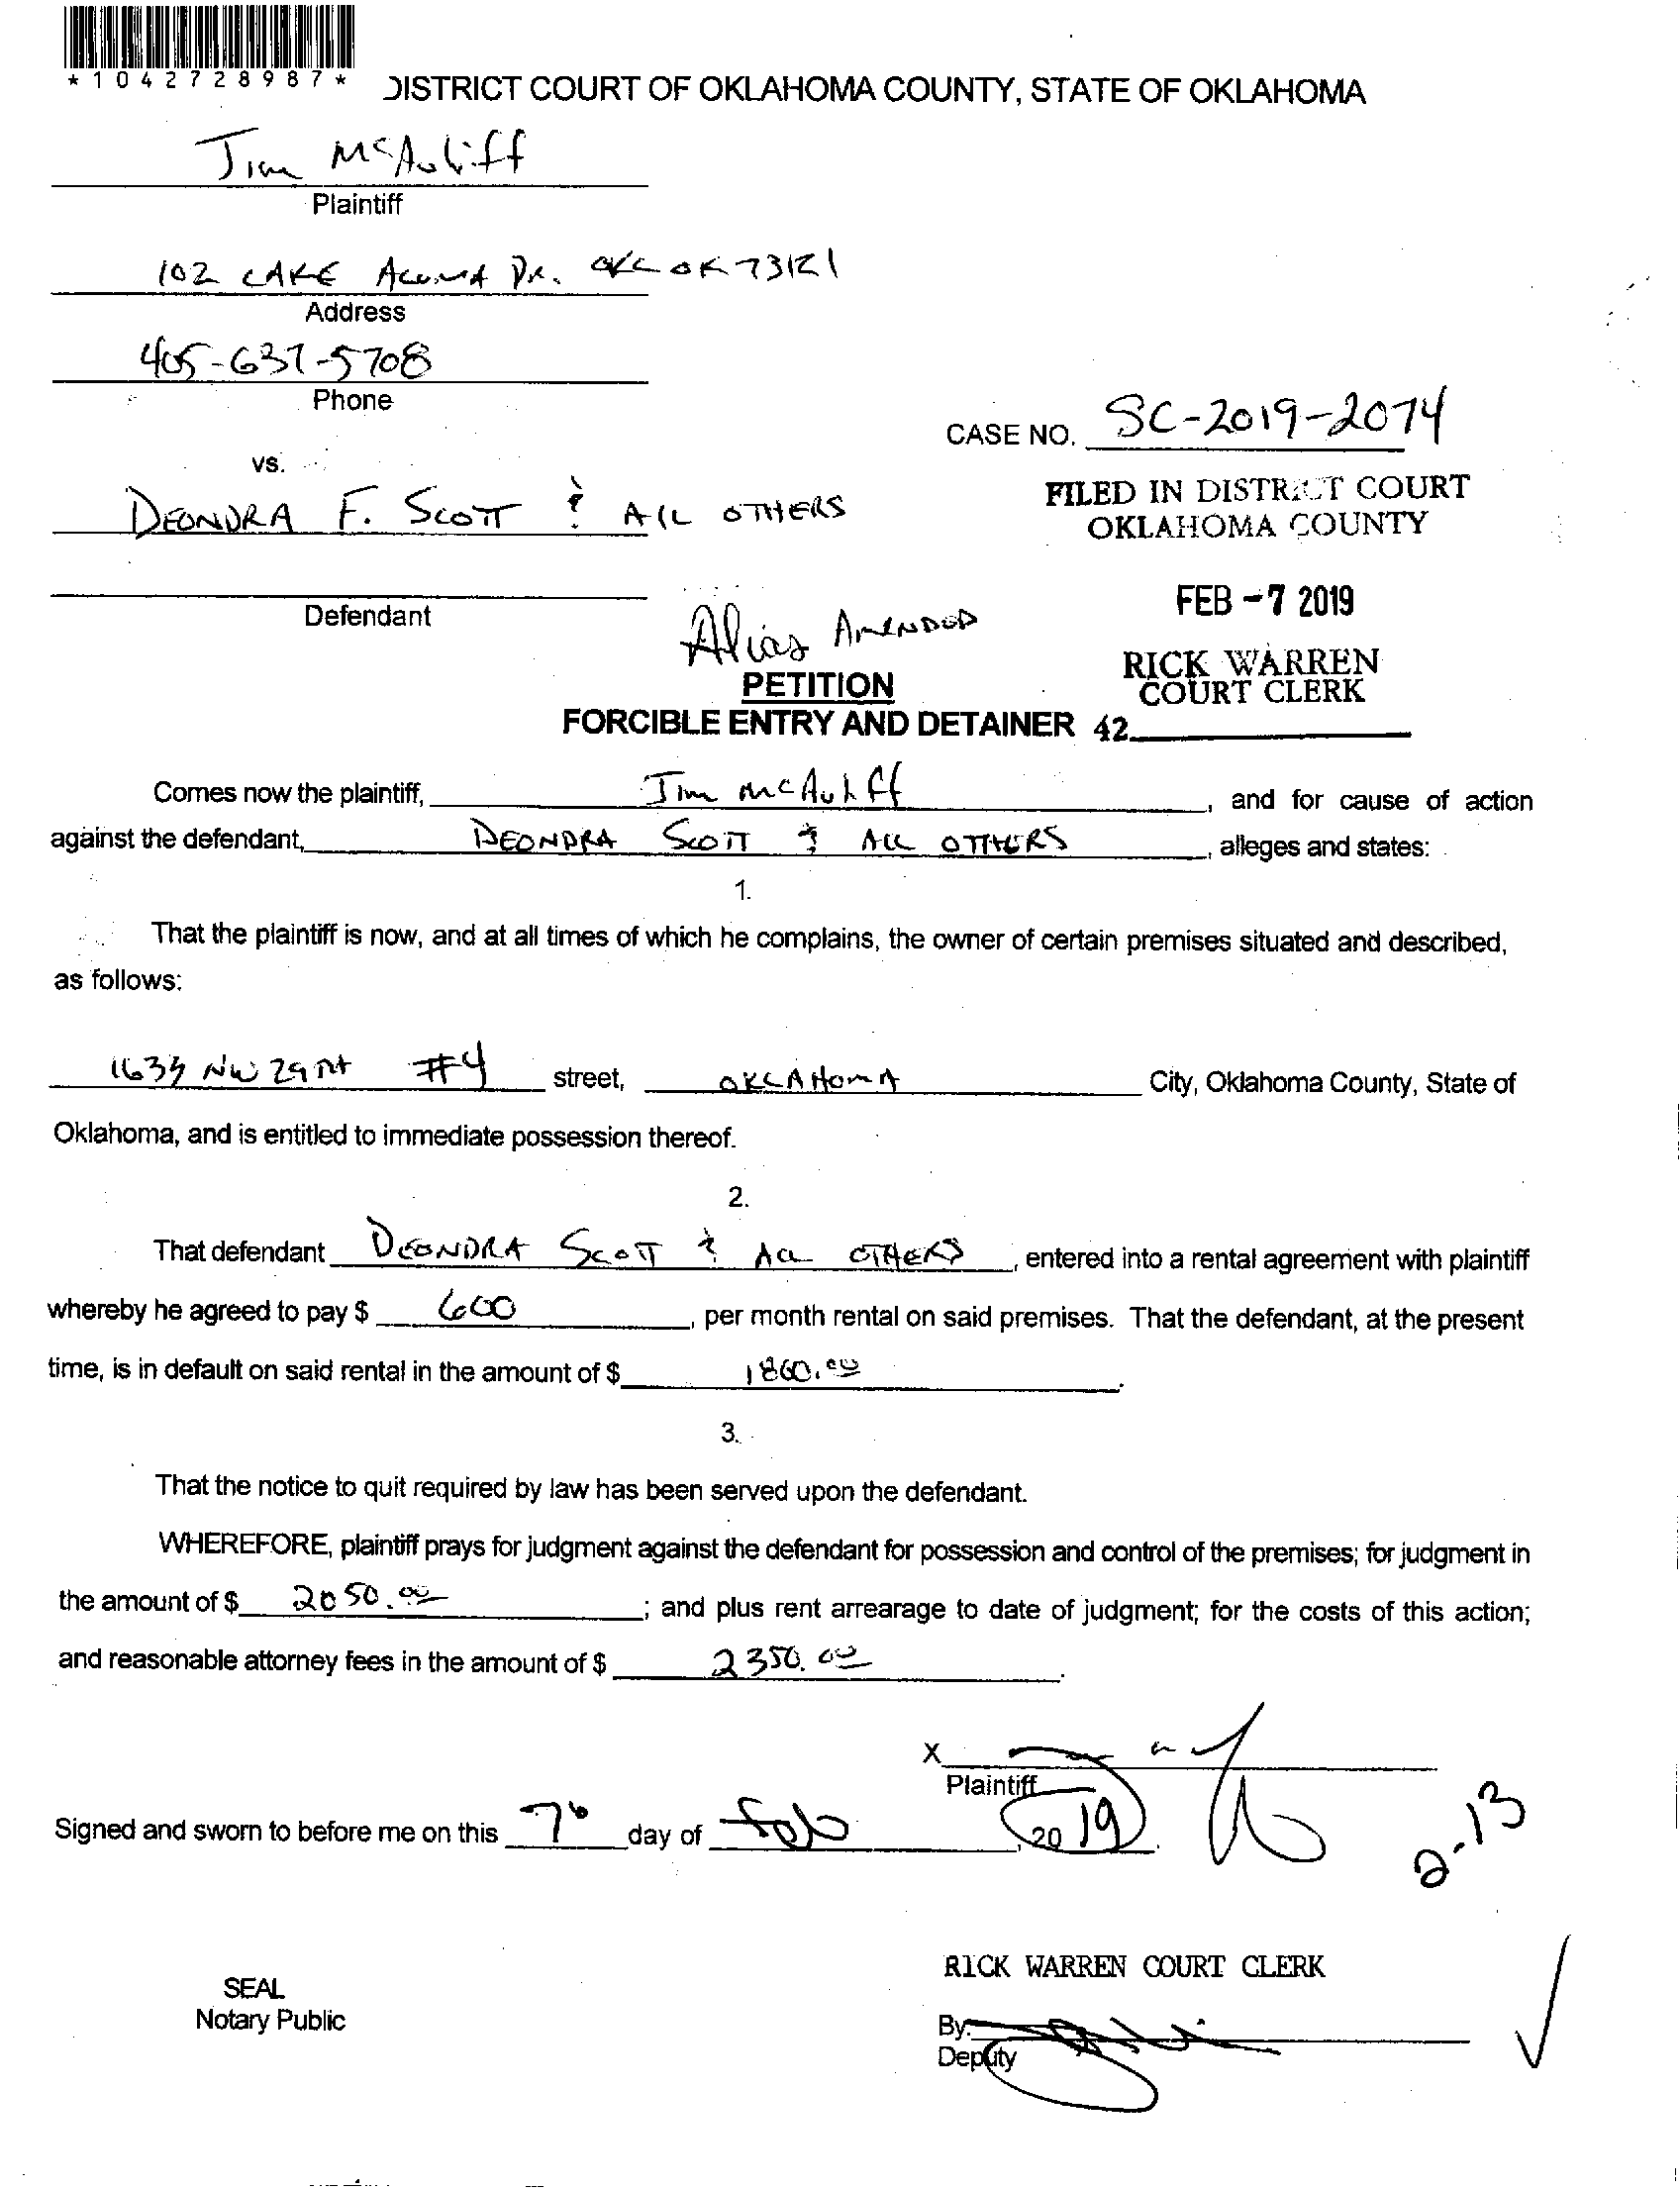 *1042728987*
DISTRICT COURT OF OKLAHOMA COUNTY, STATE OF OKLAHOMA
Jim McAuliff
Plaintiff
102 LAKE Dr. OKC OK 73121
Address
405-637-5708
Phone
CASE NO. SC-2019-2074
vs.
DEONDRA F. SCOTT & ALL OTHERS
FILED IN DISTRICT COURT
OKLAHOMA COUNTY
Defendant
FEB -7 2019
Alias AMENDED
RICK WARREN
COURT CLERK
PETITION
FORCIBLE ENTRY AND DETAINER 42
Comes now the plaintiff, Jim McAuliff, and for cause of action
against the defendant, DEONDRA SCOTT & ALL OTHERS, alleges and states:
1.
That the plaintiff is now, and at all times of which he complains, the owner of certain premises situated and described,
as follows:
1633 NW 29th #4 street, OKLAHOMA City, Oklahoma County, State of
Oklahoma, and is entitled to immediate possession thereof.
2.
That defendant DEONDRA SCOTT & ALL OTHERS, entered into a rental agreement with plaintiff
whereby he agreed to pay $ 600, per month rental on said premises. That the defendant, at the present
time, is in default on said rental in the amount of $ 1860.00.
3.
That the notice to quit required by law has been served upon the defendant.
WHEREFORE, plaintiff prays for judgment against the defendant for possession and control of the premises; for judgment in
the amount of $ 2050.00; and plus rent arrearage to date of judgment; for the costs of this action;
and reasonable attorney fees in the amount of $ 2350.00.
X
Plaintiff
Signed and sworn to before me on this 7 day of Feb, 2019.
2-13
RICK WARREN COURT CLERK
SEAL
Notary Public
By:
Deputy